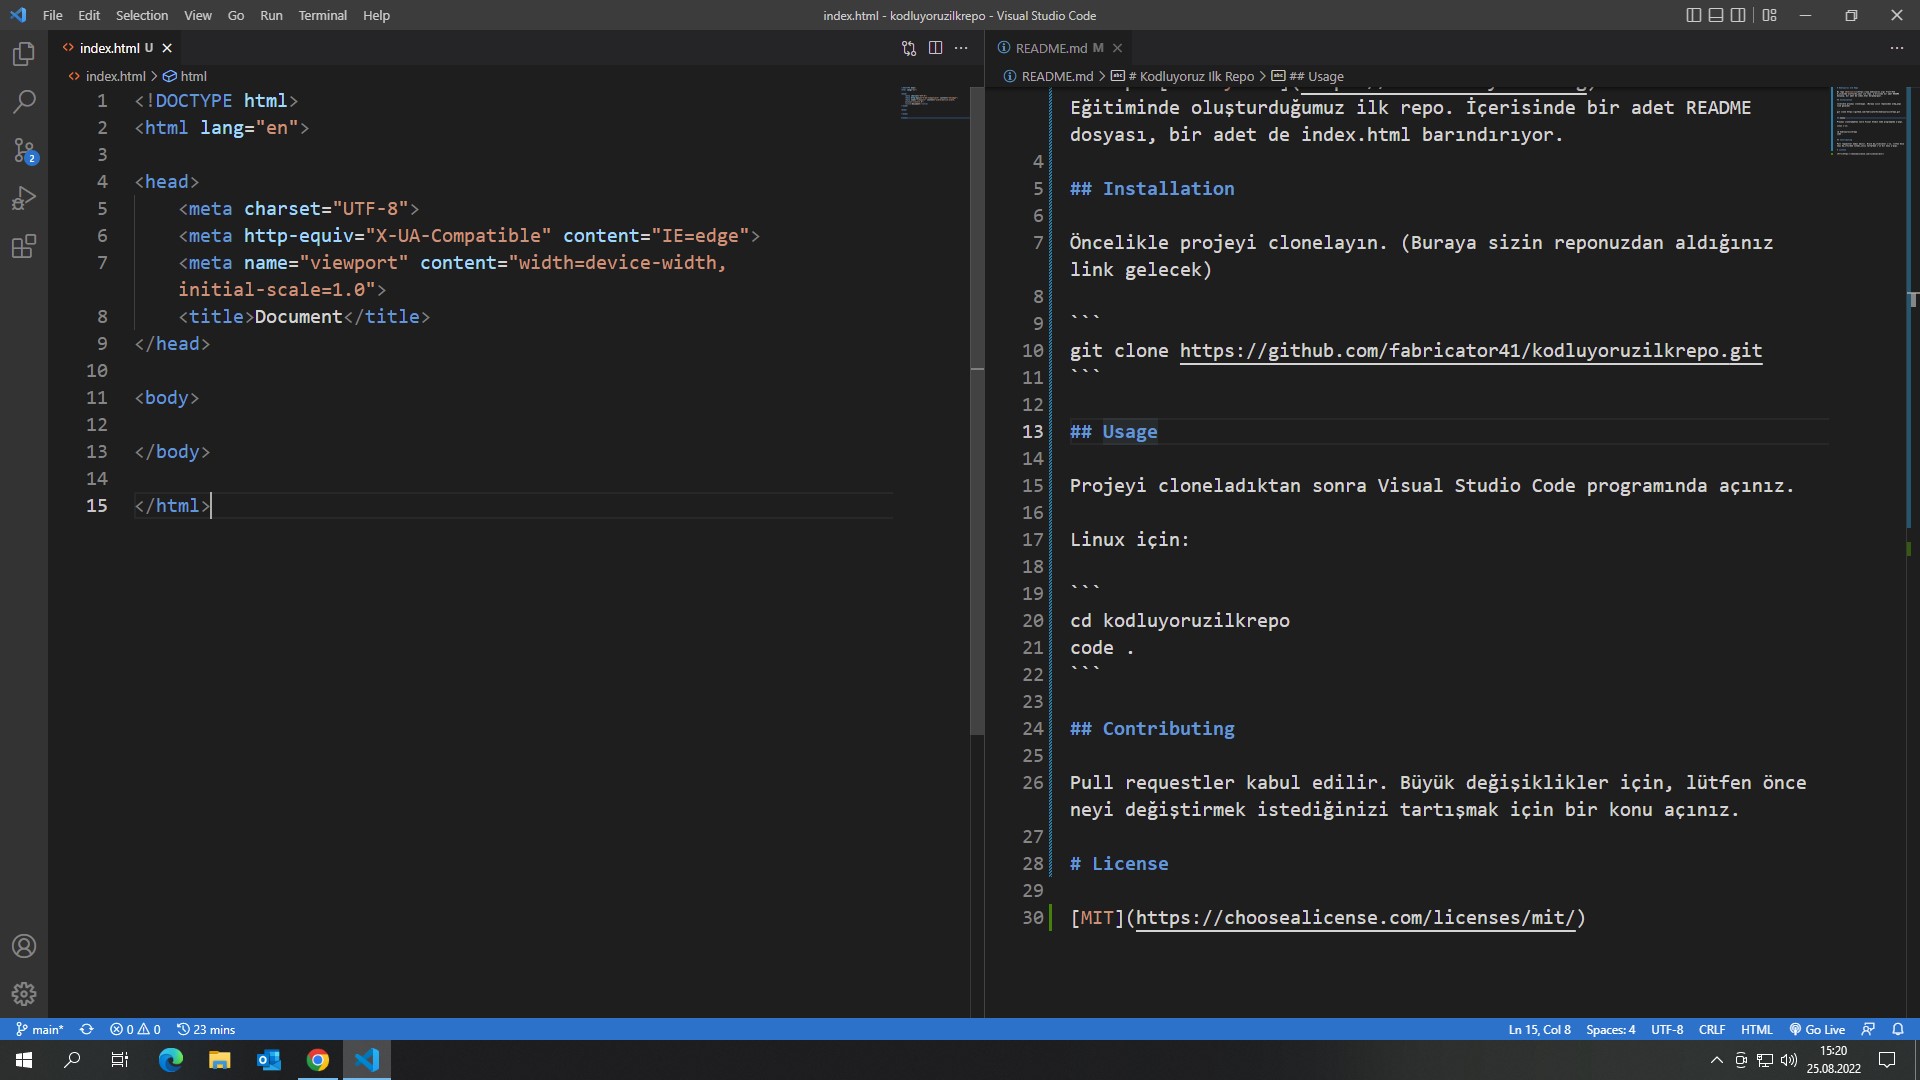 File Edit Selection View Go Run Terminal Help
index.html - kodluyoruzilkrepo - Visual Studio Code
index.html U
index.html > html
1 <!DOCTYPE html>
2 <html lang="en">
3
4 <head>
5 <meta charset="UTF-8">
6 <meta http-equiv="X-UA-Compatible" content="IE=edge">
7 <meta name="viewport" content="width=device-width,
initial-scale=1.0">
8 <title>Document</title>
9 </head>
10
11 <body>
12
13 </body>
14
15 </html>
README.md M
README.md > # Kodluyoruz Ilk Repo > ## Usage
Eğitiminde oluşturduğumuz ilk repo. İçerisinde bir adet README
dosyası, bir adet de index.html barındırıyor.
4
5 ## Installation
6
7 Öncelikle projeyi clonelayın. (Buraya sizin reponuzdan aldığınız
link gelecek)
8
9 ```
10 git clone https://github.com/fabricator41/kodluyoruzilkrepo.git
11 ```
12
13 ## Usage
14
15 Projeyi cloneladıktan sonra Visual Studio Code programında açınız.
16
17 Linux için:
18
19 ```
20 cd kodluyoruzilkrepo
21 code .
22 ```
23
24 ## Contributing
25
26 Pull requestler kabul edilir. Büyük değişiklikler için, lütfen önce
neyi değiştirmek istediğinizi tartışmak için bir konu açınız.
27
28 # License
29
30 [MIT](https://choosealicense.com/licenses/mit/)
2
main* 0 0 23 mins
Ln 15, Col 8 Spaces: 4 UTF-8 CRLF HTML Go Live
15:20
25.08.2022